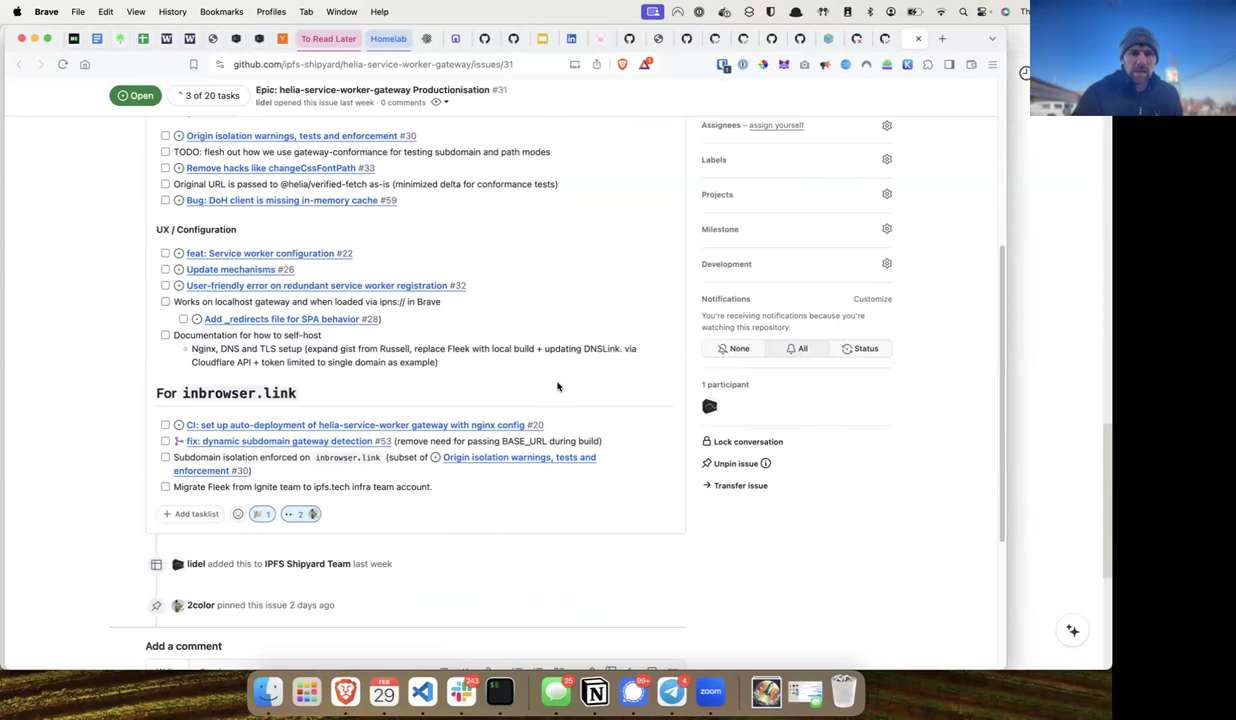 Brave File Edit View History Bookmarks Profiles Tab Window Help
To Read Later Homelab
github.com/ipfs-shipyard/helia-service-worker-gateway/issues/31
Open 3 of 20 tasks
Epic: helia-service-worker-gateway Productionisation #31
lidel opened this issue last week · 0 comments
Origin isolation warnings, tests and enforcement #30
TODO: flesh out how we use gateway-conformance for testing subdomain and path modes
Remove hacks like changeCssFontPath #33
Original URL is passed to @helia/verified-fetch as-is (minimized delta for conformance tests)
Bug: DoH client is missing in-memory cache #59
UX / Configuration
feat: Service worker configuration #22
Update mechanisms #26
User-friendly error on redundant service worker registration #32
Works on localhost gateway and when loaded via ipns:// in Brave
Add _redirects file for SPA behavior #28)
Documentation for how to self-host
Nginx, DNS and TLS setup (expand gist from Russell, replace Fleek with local build + updating DNSLink. via
Cloudflare API + token limited to single domain as example)
For inbrowser.link
CI: set up auto-deployment of helia-service-worker gateway with nginx config #20
fix: dynamic subdomain gateway detection #53 (remove need for passing BASE_URL during build)
Subdomain isolation enforced on inbrowser.link (subset of Origin isolation warnings, tests and
enforcement #30)
Migrate Fleek from Ignite team to ipfs.tech infra team account.
Add tasklist 1 2
lidel added this to IPFS Shipyard Team last week
2color pinned this issue 2 days ago
Add a comment
Assignees – assign yourself
Labels
Projects
Milestone
Development
Notifications Customize
You're receiving notifications because you're
watching this repository.
None All Status
1 participant
Lock conversation
Unpin issue
Transfer issue
FEB
29
243
25
99+
4
zoom